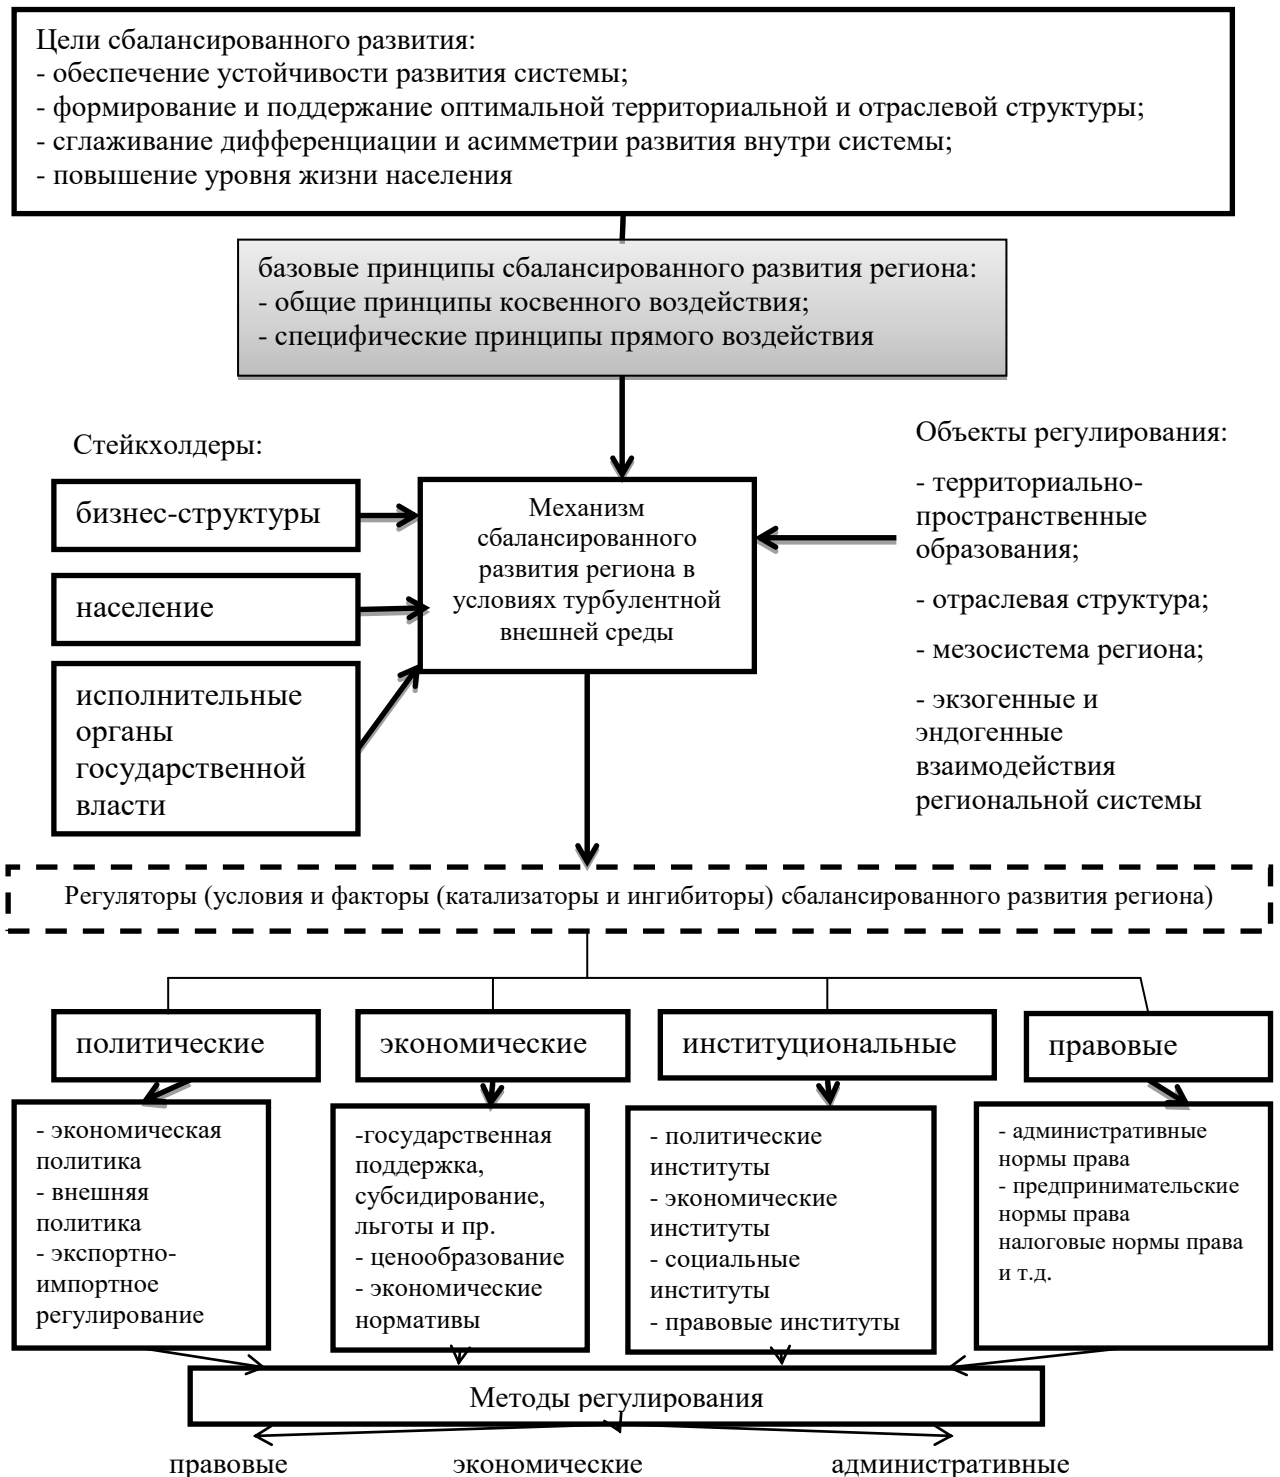 Цели сбалансированного развития:
- обеспечение устойчивости развития системы;
- формирование и поддержание оптимальной территориальной и отраслевой структуры;
- сглаживание дифференциации и асимметрии развития внутри системы;
- повышение уровня жизни населения
базовые принципы сбалансированного развития региона:
- общие принципы косвенного воздействия;
- специфические принципы прямого воздействия
Стейкхолдеры:
бизнес-структуры
население
исполнительные
органы
государственной
власти
Механизм
сбалансированного
развития региона в
условиях турбулентной
внешней среды
Объекты регулирования:
- территориально-
пространственные
образования;
- отраслевая структура;
- мезосистема региона;
- экзогенные и
эндогенные
взаимодействия
региональной системы
Регуляторы (условия и факторы (катализаторы и ингибиторы) сбалансированного развития региона)
политические
экономические
институциональные
правовые
- экономическая
политика
- внешняя
политика
- экспортно-
импортное
регулирование
-государственная
поддержка,
субсидирование,
льготы и пр.
- ценообразование
- экономические
нормативы
- политические
институты
- экономические
институты
- социальные
институты
- правовые институты
- административные
нормы права
- предпринимательские
нормы права
налоговые нормы права
и т.д.
Методы регулирования
правовые
экономические
административные